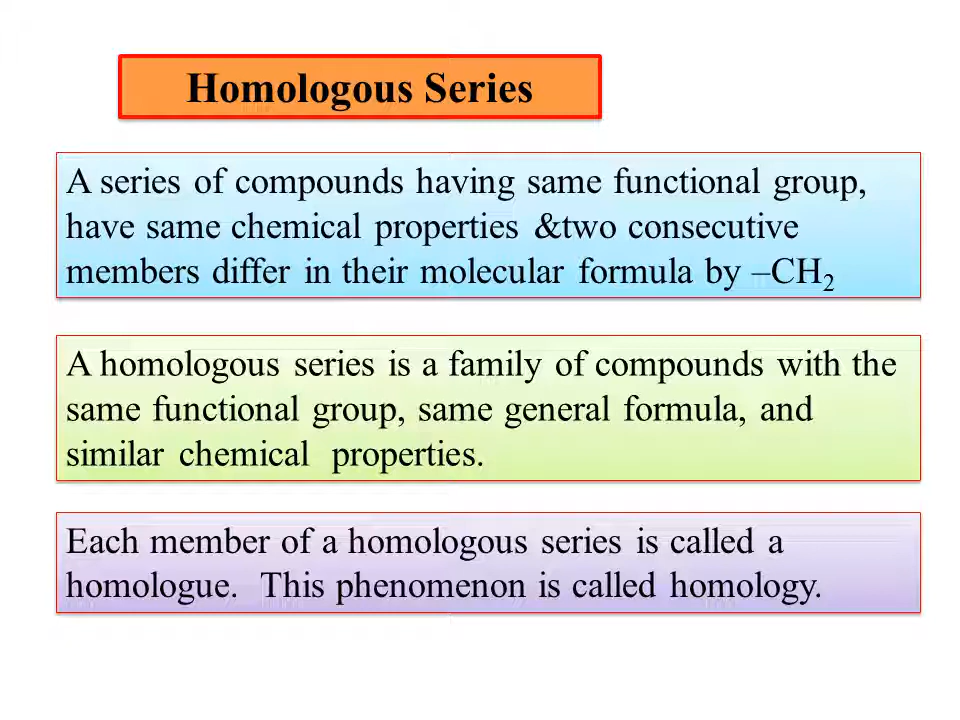 Homologous Series
A series of compounds having same functional group,
have same chemical properties &two consecutive
members differ in their molecular formula by –CH₂
A homologous series is a family of compounds with the
same functional group, same general formula, and
similar chemical properties.
Each member of a homologous series is called a
homologue. This phenomenon is called homology.